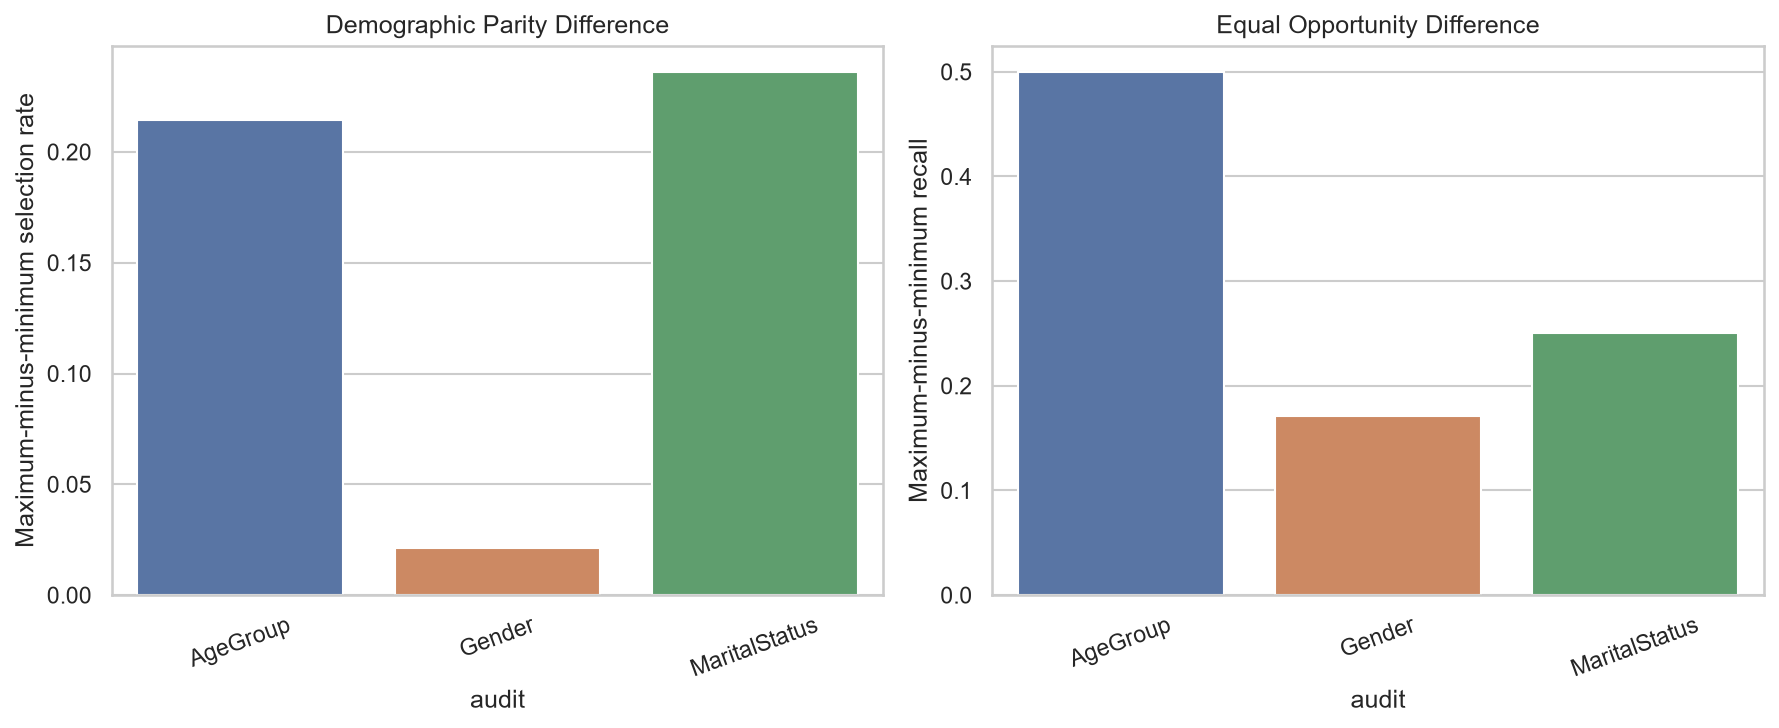 Demographic Parity Difference
Maximum-minus-minimum selection rate
0.20
0.15
0.10
0.05
0.00
AgeGroup
Gender
MaritalStatus
audit
Equal Opportunity Difference
Maximum-minus-minimum recall
0.5
0.4
0.3
0.2
0.1
0.0
AgeGroup
Gender
MaritalStatus
audit